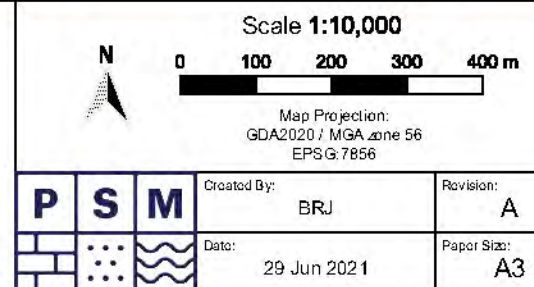 Scale 1:10,000
N
0 100 200 300 400 m
Map Projection:
GDA2020 / MGA zone 56
EPSG:7856
P S M
Created By:
BRJ
Revision:
A
Date:
29 Jun 2021
Paper Size:
A3